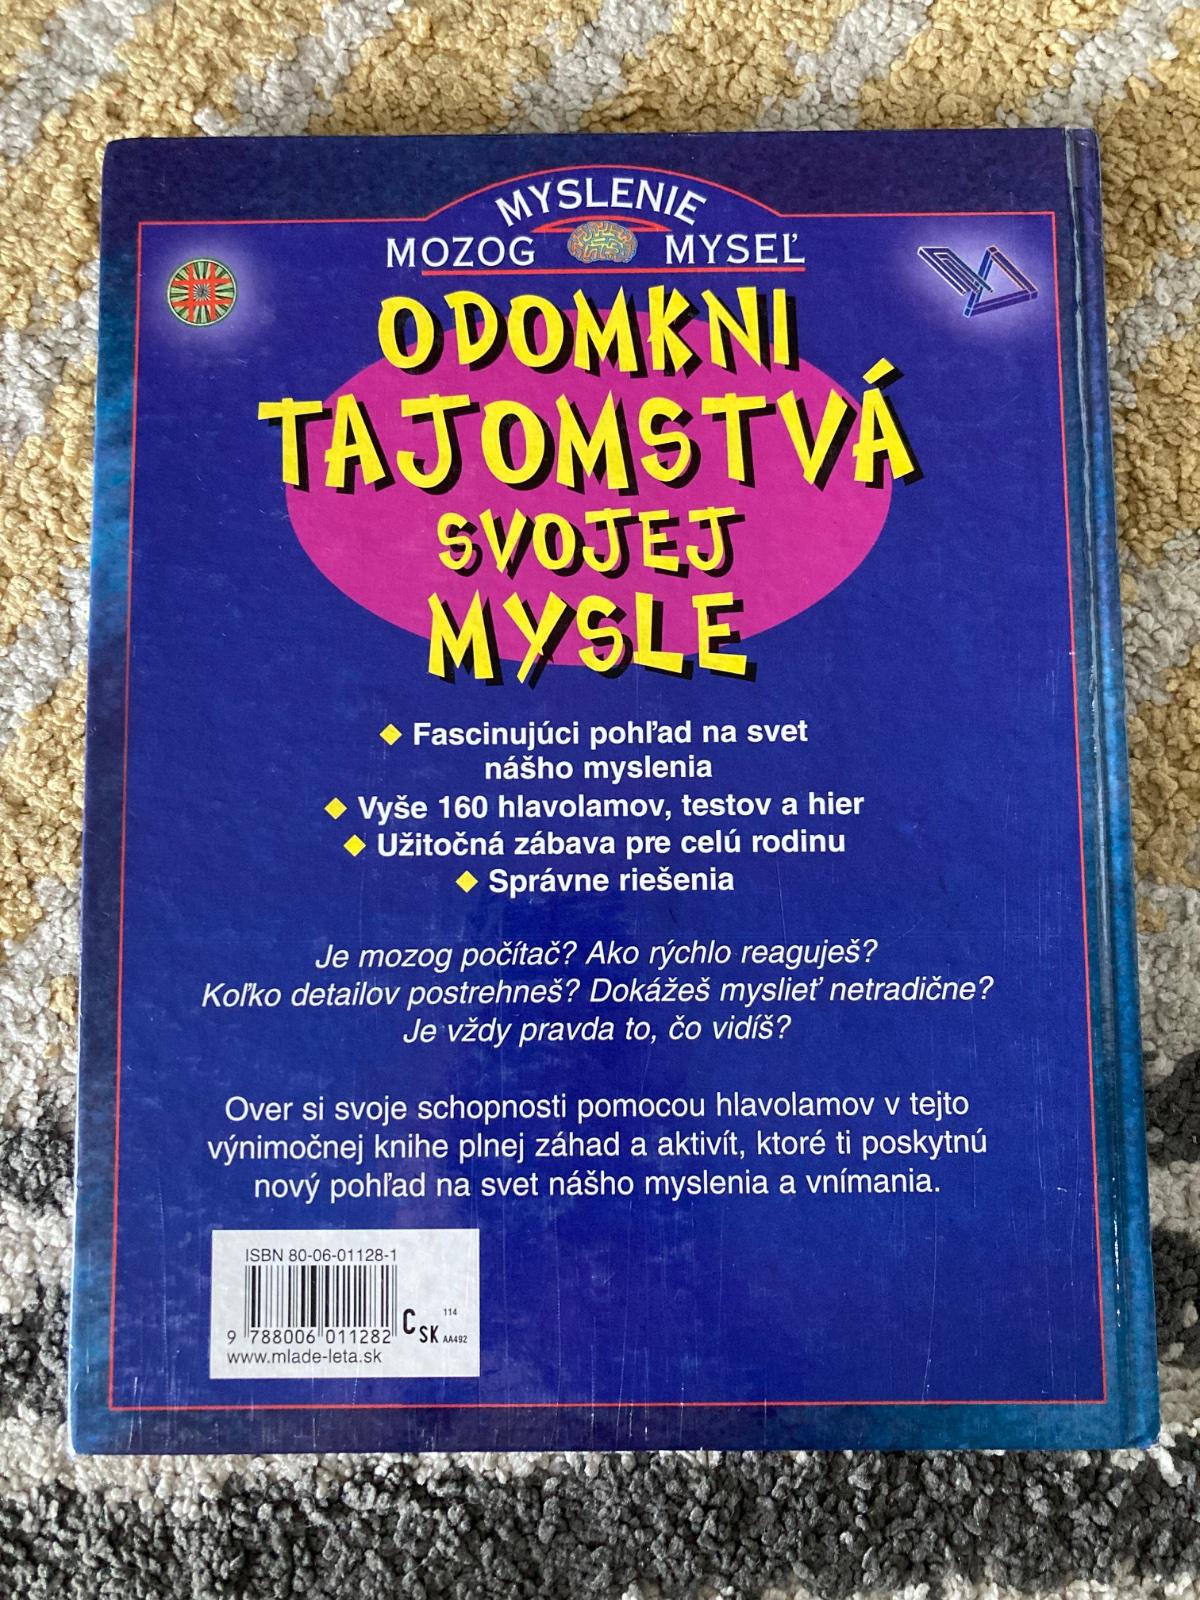 MYSLENIE
MOZOG MYSEĽ
ODOMKNI
TAJOMSTVÁ
SVOJEJ
MYSLE
◆ Fascinujúci pohľad na svet
nášho myslenia
◆ Vyše 160 hlavolamov, testov a hier
◆ Užitočná zábava pre celú rodinu
◆ Správne riešenia
Je mozog počítač? Ako rýchlo reaguješ?
Koľko detailov postrehneš? Dokážeš myslieť netradične?
Je vždy pravda to, čo vidíš?
Over si svoje schopnosti pomocou hlavolamov v tejto
výnimočnej knihe plnej záhad a aktivít, ktoré ti poskytnú
nový pohľad na svet nášho myslenia a vnímania.
ISBN 80-06-01128-1
9 788006 011282
C SK 114 AA492
www.mlade-leta.sk